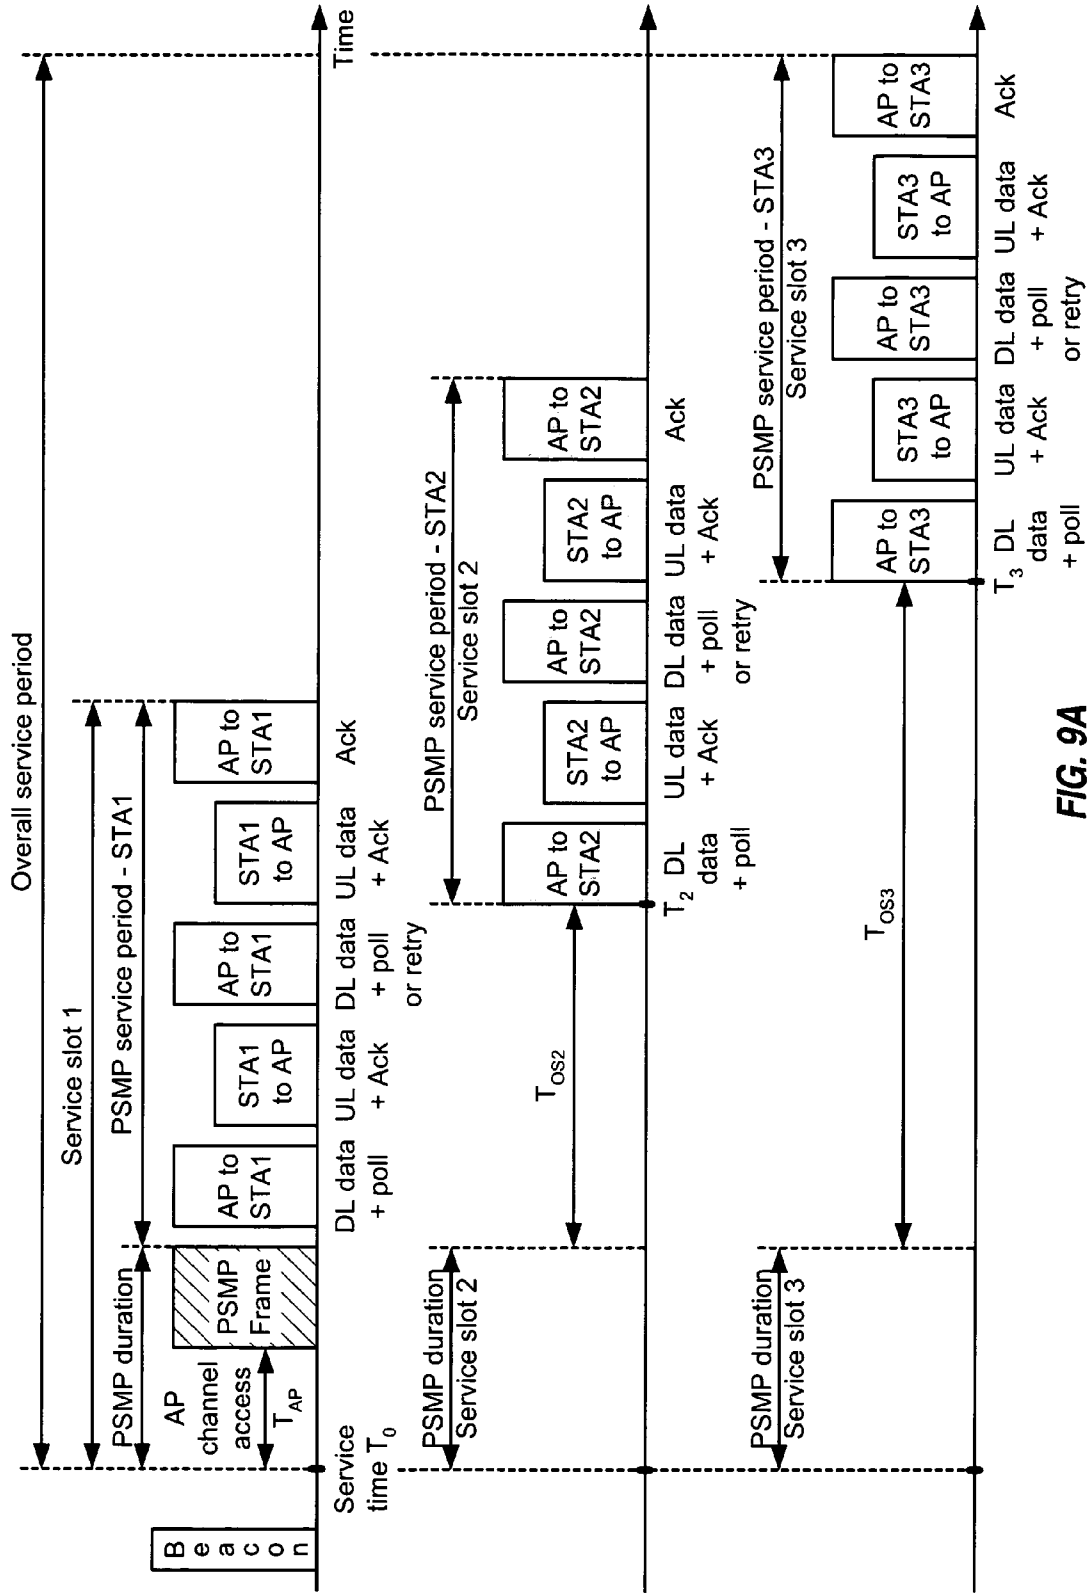 Overall service period
Service slot 1
PSMP duration
PSMP service period - STA1
Beacon
AP
channel
access
T_AP
PSMP
Frame
AP to
STA1
STA1
to AP
AP to
STA1
STA1
to AP
AP to
STA1
Service
time T_0
DL data
+ poll
UL data
+ Ack
DL data
+ poll
or retry
UL data
+ Ack
Ack
Time
PSMP duration
Service slot 2
PSMP service period - STA2
Service slot 2
T_OS2
AP to
STA2
STA2
to AP
AP to
STA2
STA2
to AP
AP to
STA2
T_2 DL
data
+ poll
UL data
+ Ack
DL data
+ poll
or retry
UL data
+ Ack
Ack
PSMP duration
Service slot 3
PSMP service period - STA3
Service slot 3
T_OS3
AP to
STA3
STA3
to AP
AP to
STA3
STA3
to AP
AP to
STA3
T_3 DL
data
+ poll
UL data
+ Ack
DL data
+ poll
or retry
UL data
+ Ack
Ack
FIG. 9A